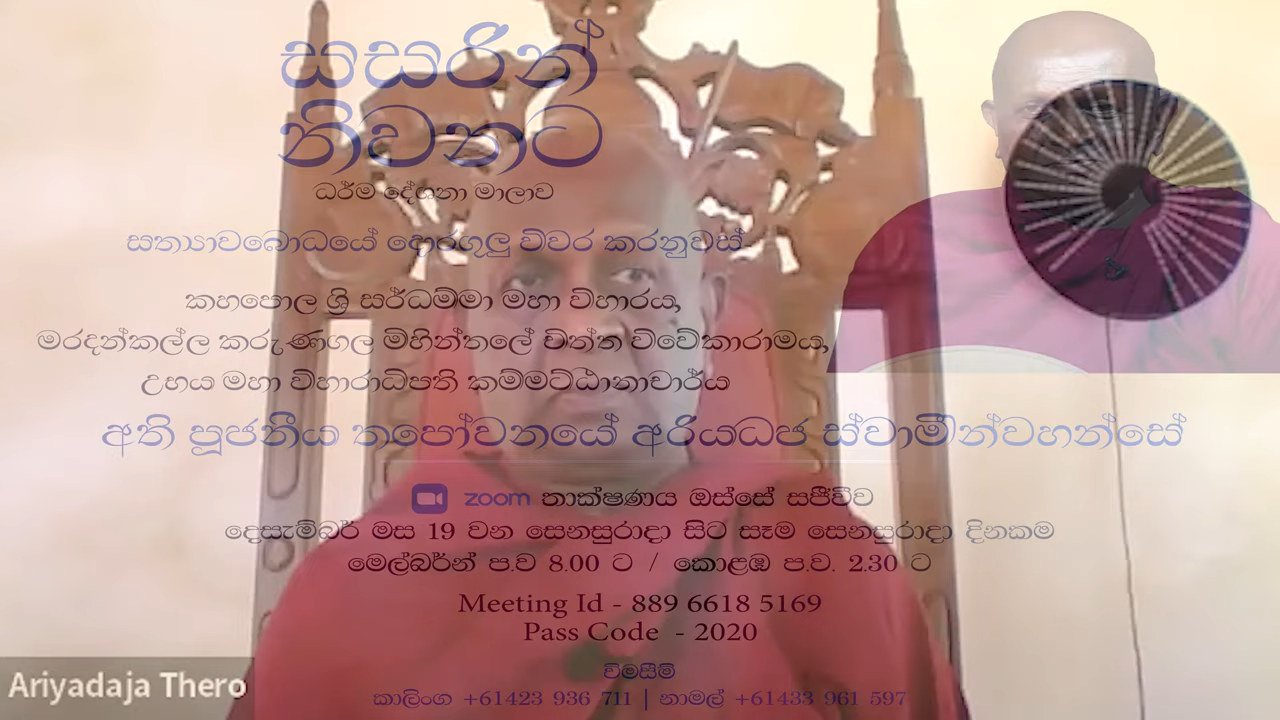 සසරින්
නිවනට
ධර්ම දේශනා මාලාව
සත්‍යාවබොධයේ දොරගුලු විවර කරනුවස්
කහපොල ශ්‍රී සර්ධම්මා මහා විහාරය,
මරදන්කල්ල කරුණාගල මිහින්තලේ විත්ත විවේකාරාමය,
උභය මහා විහාරාධිපති කම්මට්ඨානාචාර්ය
අති පූජනීය තපෝවනයේ අරියධජ ස්වාමීන්වහන්සේ
zoom තාක්ෂණය ඔස්සේ සජීවීව
දෙසැම්බර් මස 19 වන සෙනසුරාදා සිට සෑම සෙනසුරාදා දිනකම
මෙල්බර්න් ප.ව 8.00 ට / කොළඹ ප.ව. 2.30 ට
Meeting Id - 889 6618 5169
Pass Code - 2020
විමසීම්
කාලිංග +61423 936 711 | නාමල් +61433 961 597
Ariyadaja Thero